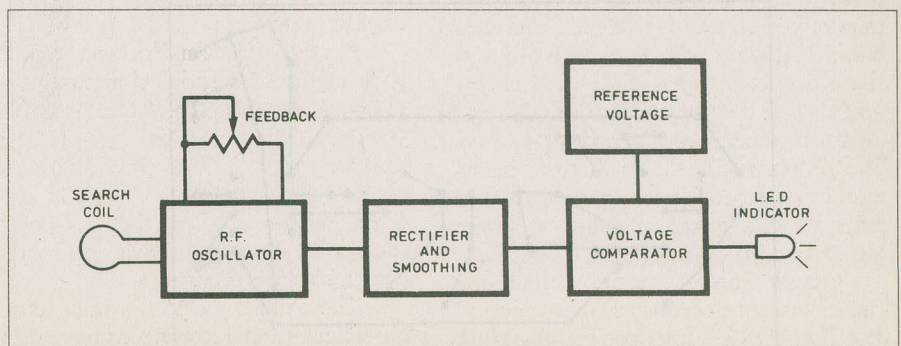 FEEDBACK
REFERENCE
VOLTAGE
SEARCH
COIL
R.F.
OSCILLATOR
RECTIFIER
AND
SMOOTHING
VOLTAGE
COMPARATOR
L.E.D
INDICATOR